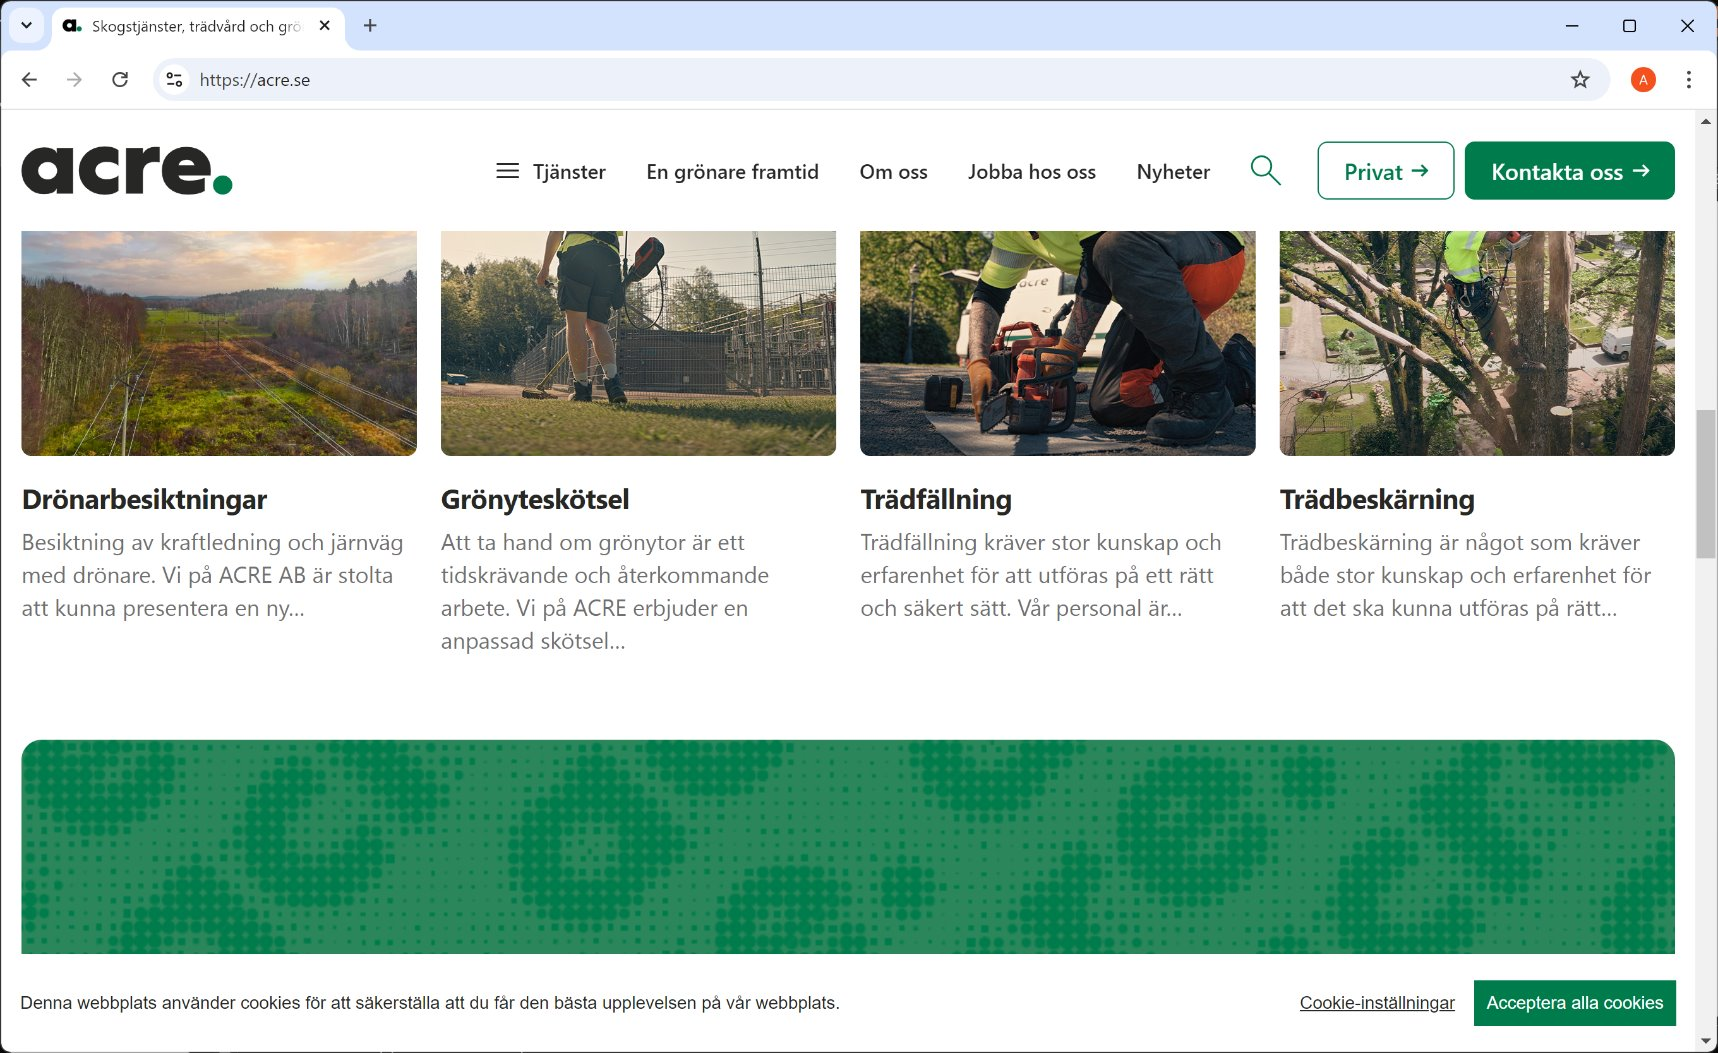 a. Skogstjänster, trädvård och grö
https://acre.se
A
acre.
Tjänster
En grönare framtid
Om oss
Jobba hos oss
Nyheter
Privat →
Kontakta oss →
acre
Drönarbesiktningar
Besiktning av kraftledning och järnväg
med drönare. Vi på ACRE AB är stolta
att kunna presentera en ny...
Grönyteskötsel
Att ta hand om grönytor är ett
tidskrävande och återkommande
arbete. Vi på ACRE erbjuder en
anpassad skötsel...
Trädfällning
Trädfällning kräver stor kunskap och
erfarenhet för att utföras på ett rätt
och säkert sätt. Vår personal är...
Trädbeskärning
Trädbeskärning är något som kräver
både stor kunskap och erfarenhet för
att det ska kunna utföras på rätt...
Denna webbplats använder cookies för att säkerställa att du får den bästa upplevelsen på vår webbplats.
Cookie-inställningar
Acceptera alla cookies